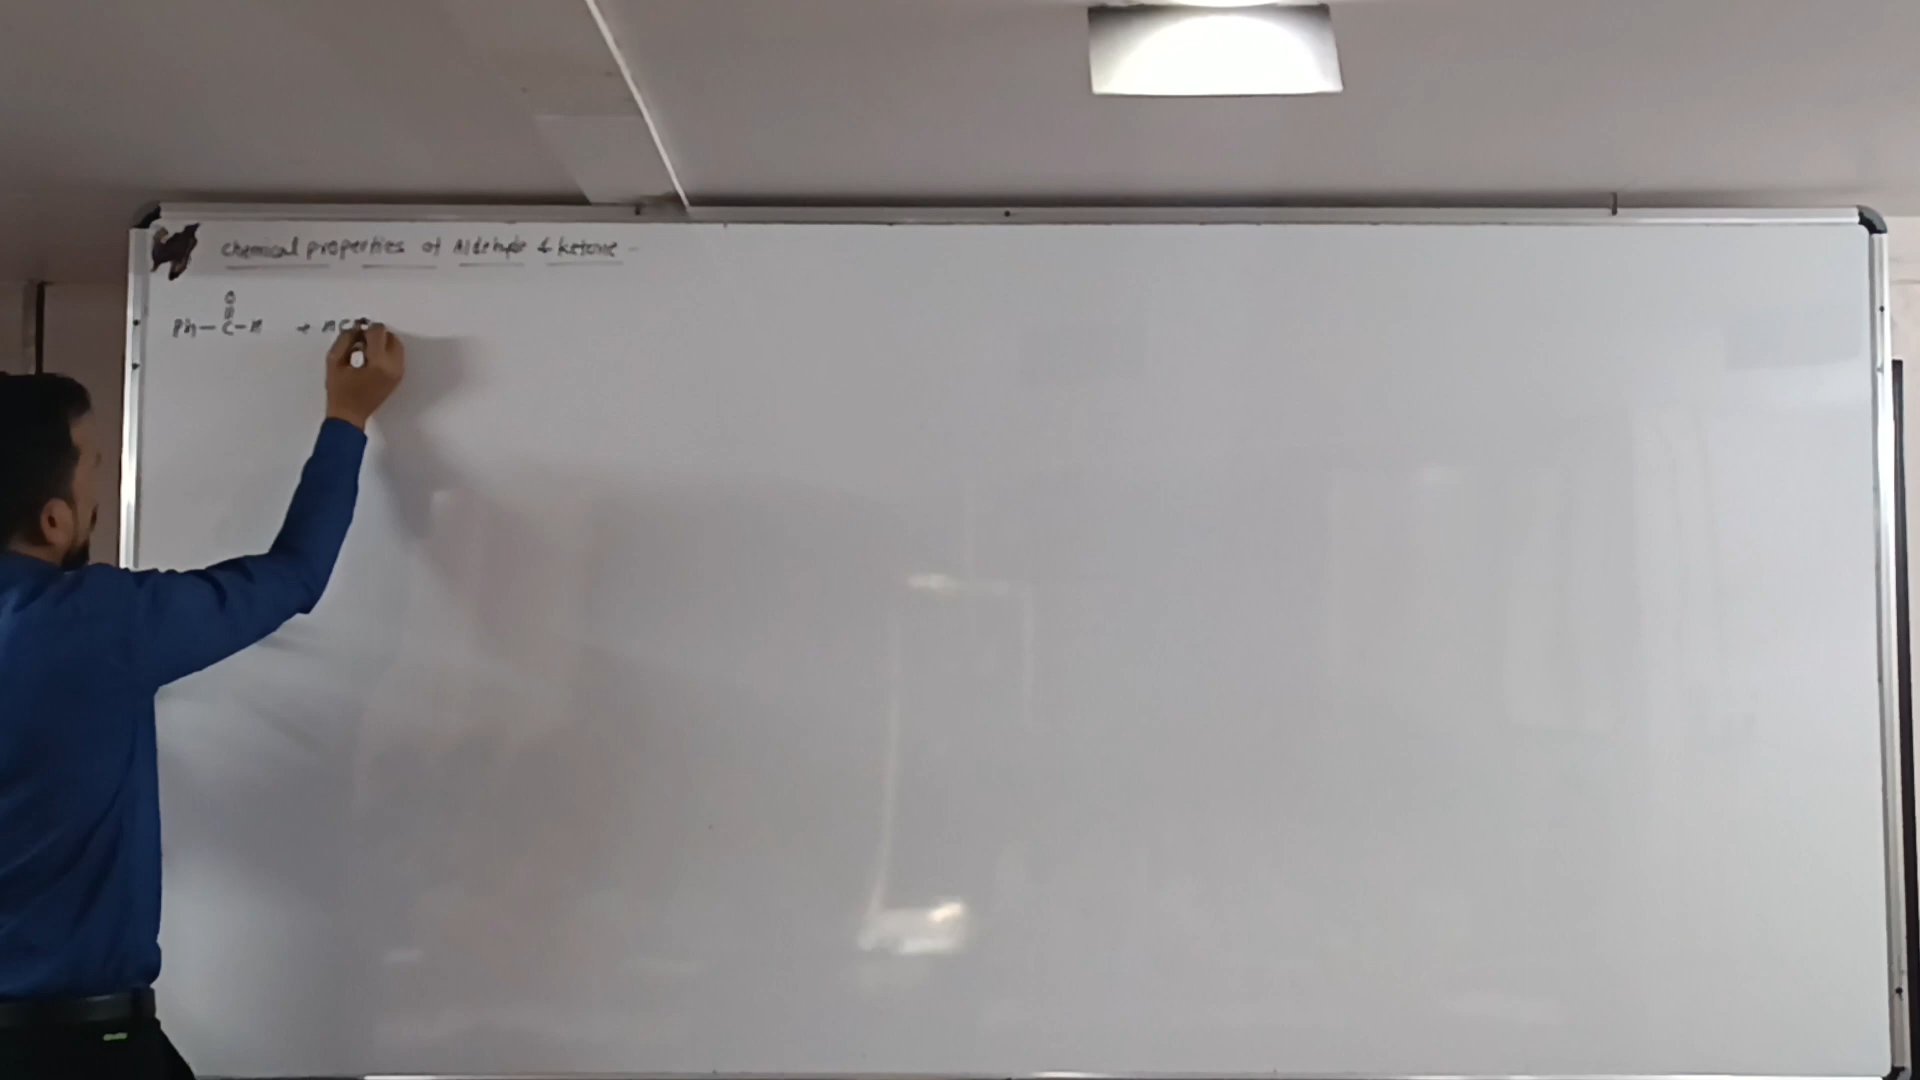 Chemical properties of Aldehyde & ketone -
O
Ph-C-H + HC